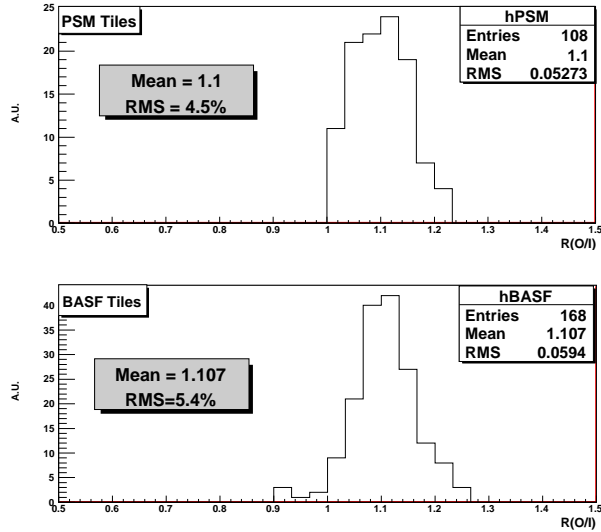 PSM Tiles
hPSM
Entries 108
Mean 1.1
RMS 0.05273
Mean = 1.1
RMS = 4.5%
A.U.
25
20
15
10
5
0
0.5 0.6 0.7 0.8 0.9 1 1.1 1.2 1.3 1.4 1.5
R(O/I)
BASF Tiles
hBASF
Entries 168
Mean 1.107
RMS 0.0594
Mean = 1.107
RMS=5.4%
A.U.
40
35
30
25
20
15
10
5
0
0.5 0.6 0.7 0.8 0.9 1 1.1 1.2 1.3 1.4 1.5
R(O/I)